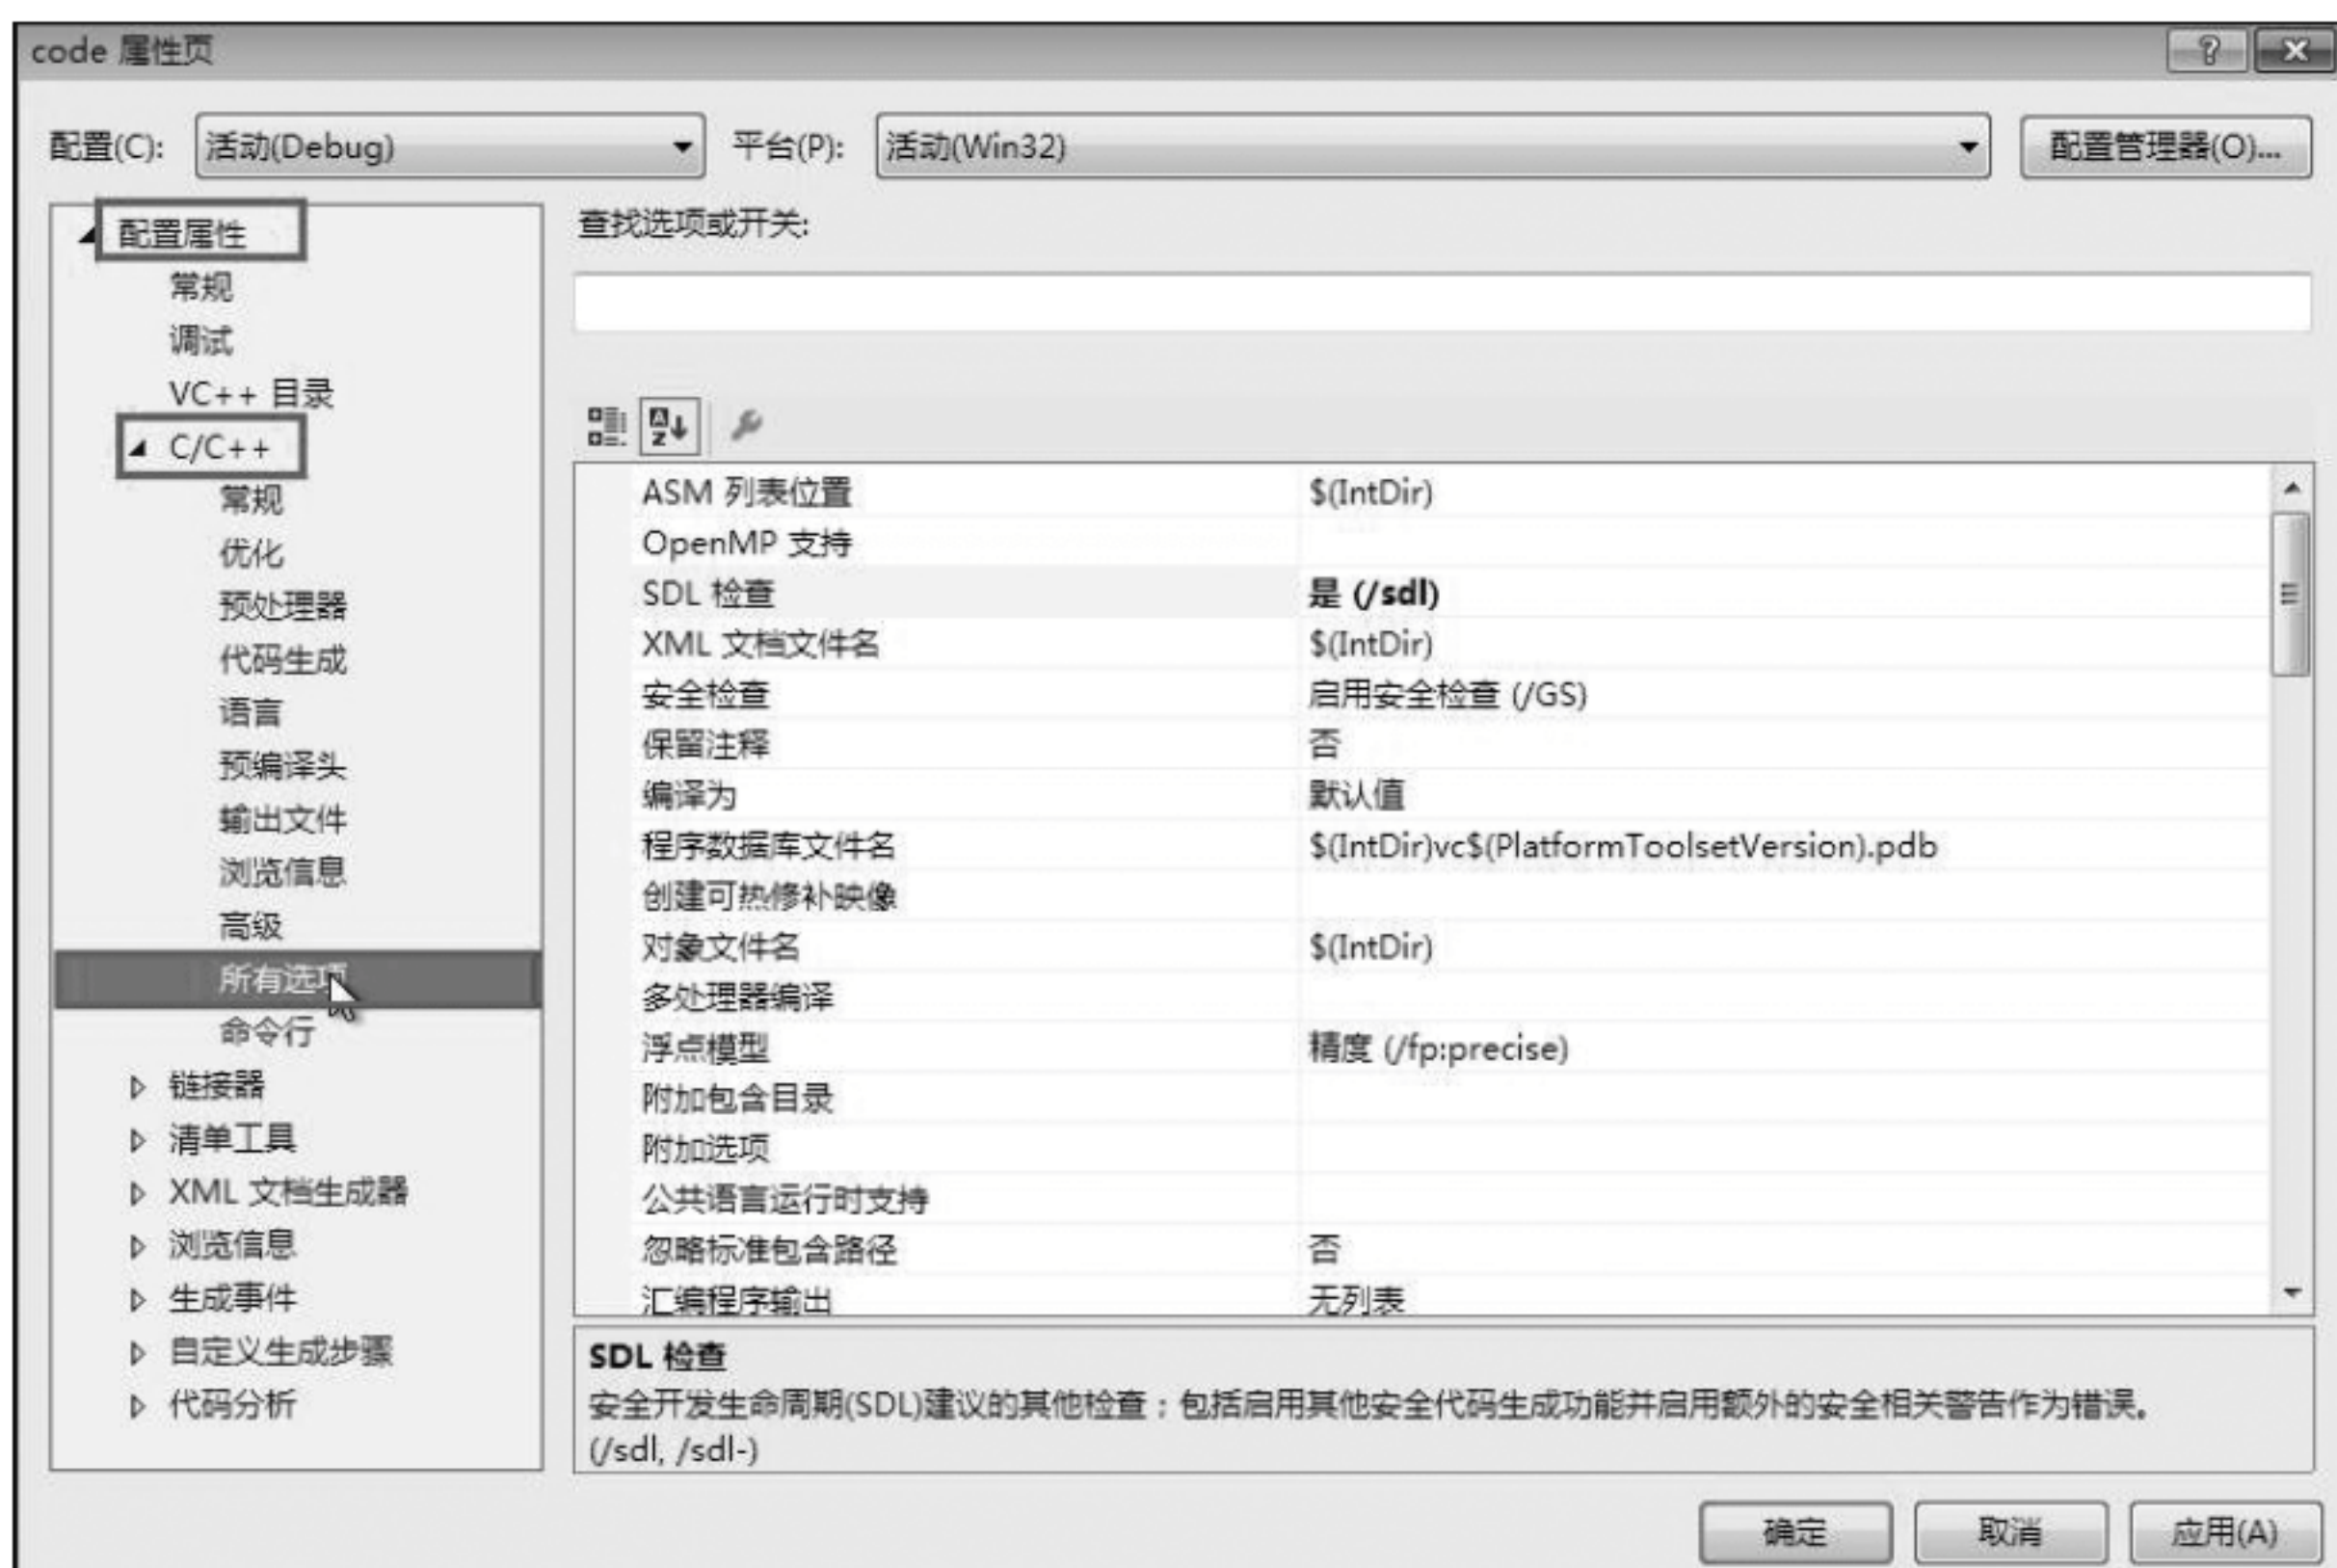 code 属性页
配置(C): 活动(Debug) 平台(P): 活动(Win32) 配置管理器(O)...
配置属性
常规
调试
VC++ 目录
C/C++
常规
优化
预处理器
代码生成
语言
预编译头
输出文件
浏览信息
高级
所有选项
命令行
链接器
清单工具
XML 文档生成器
浏览信息
生成事件
自定义生成步骤
代码分析
查找选项或开关:
ASM 列表位置 $(IntDir)
OpenMP 支持
SDL 检查 是 (/sdl)
XML 文档文件名 $(IntDir)
安全检查 启用安全检查 (/GS)
保留注释 否
编译为 默认值
程序数据库文件名 $(IntDir)vc$(PlatformToolsetVersion).pdb
创建可热修补映像
对象文件名 $(IntDir)
多处理器编译
浮点模型 精度 (/fp:precise)
附加包含目录
附加选项
公共语言运行时支持
忽略标准包含路径 否
汇编程序输出 无列表
SDL 检查
安全开发生命周期(SDL)建议的其他检查；包括启用其他安全代码生成功能并启用额外的安全相关警告作为错误。
(/sdl, /sdl-)
确定 取消 应用(A)